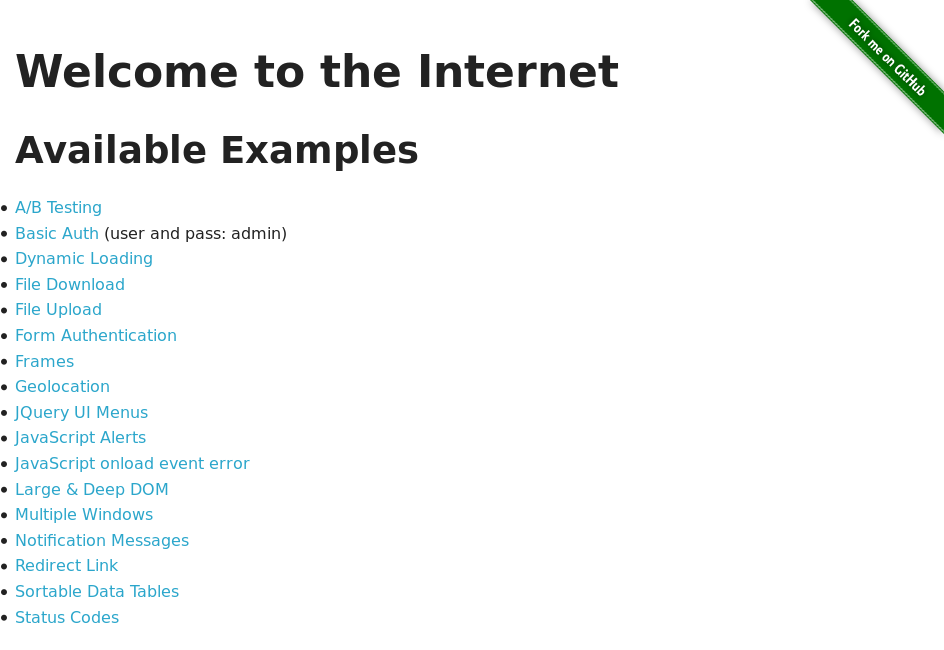 Fork me on GitHub
Welcome to the Internet
Available Examples
A/B Testing
Basic Auth (user and pass: admin)
Dynamic Loading
File Download
File Upload
Form Authentication
Frames
Geolocation
JQuery UI Menus
JavaScript Alerts
JavaScript onload event error
Large & Deep DOM
Multiple Windows
Notification Messages
Redirect Link
Sortable Data Tables
Status Codes